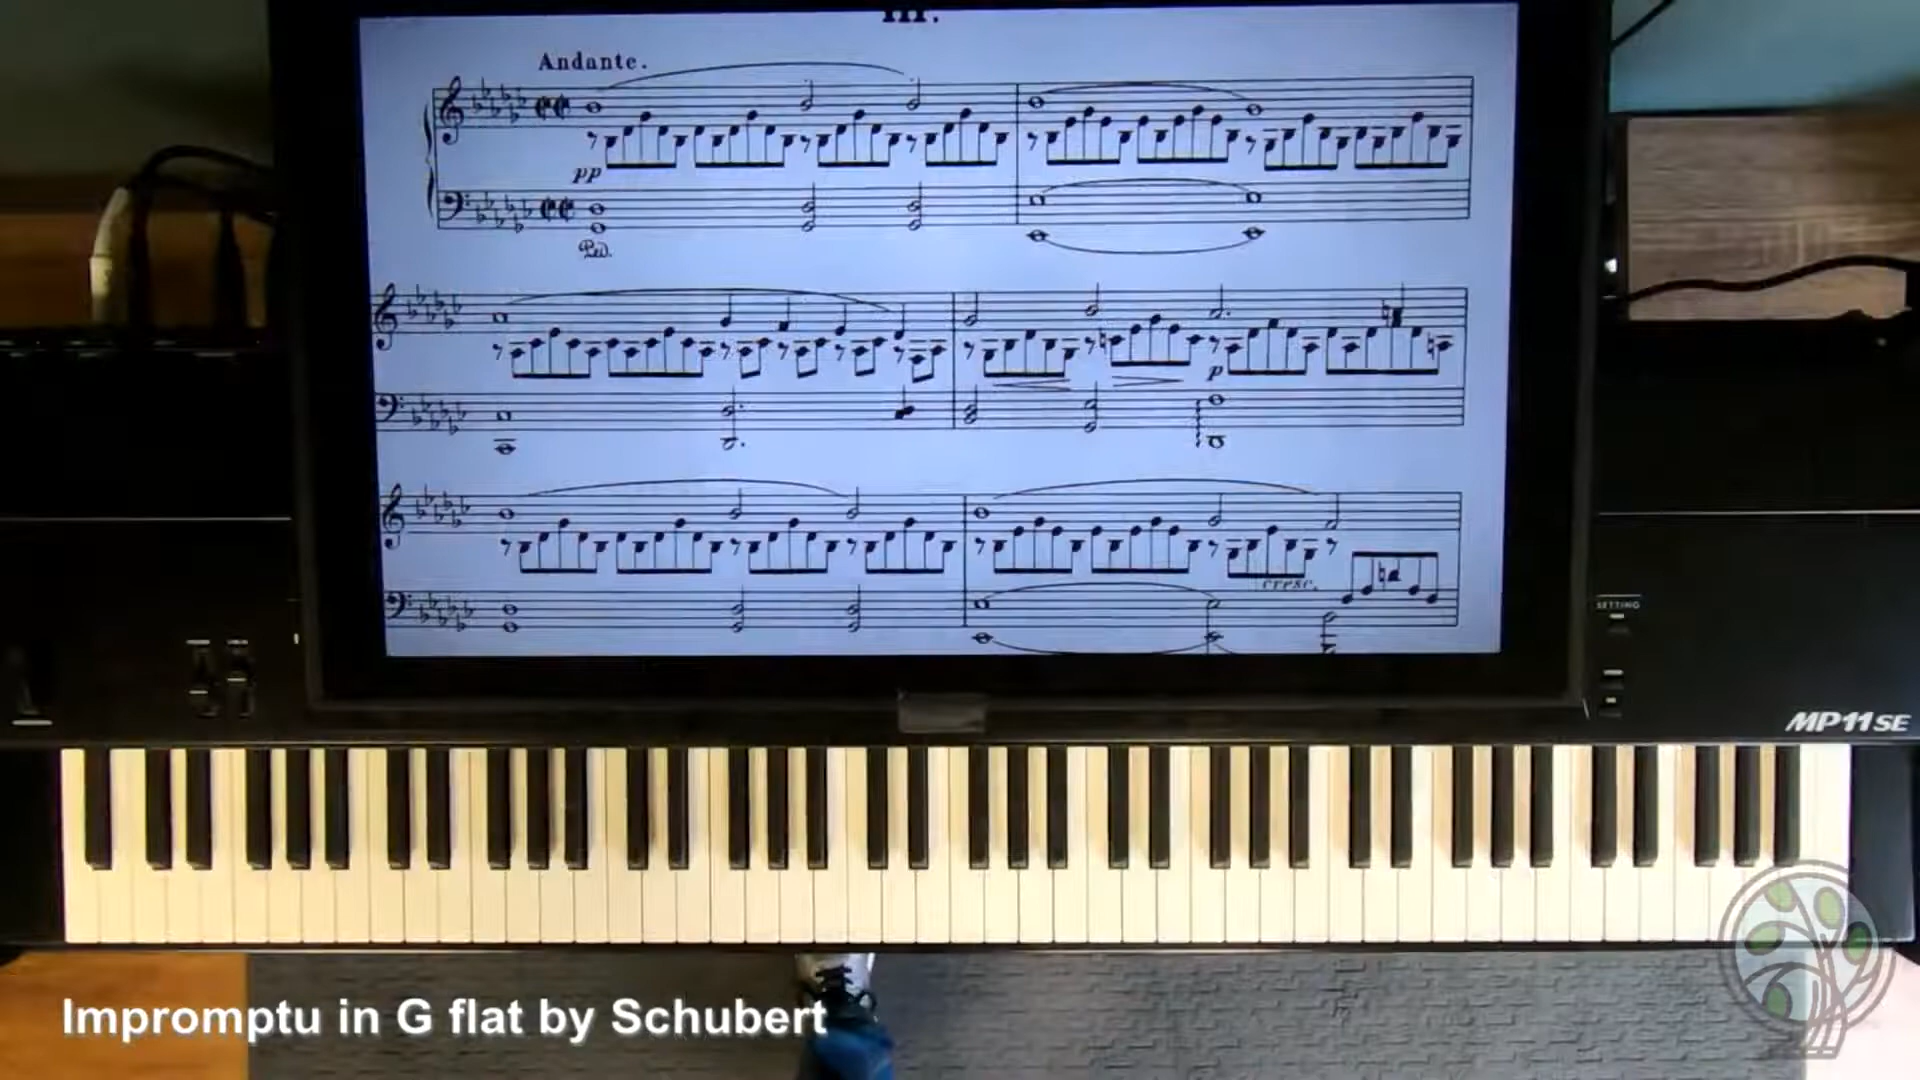 III.
Andante.
pp
Ped.
p
cresc.
SETTING
MP11SE
Impromptu in G flat by Schubert